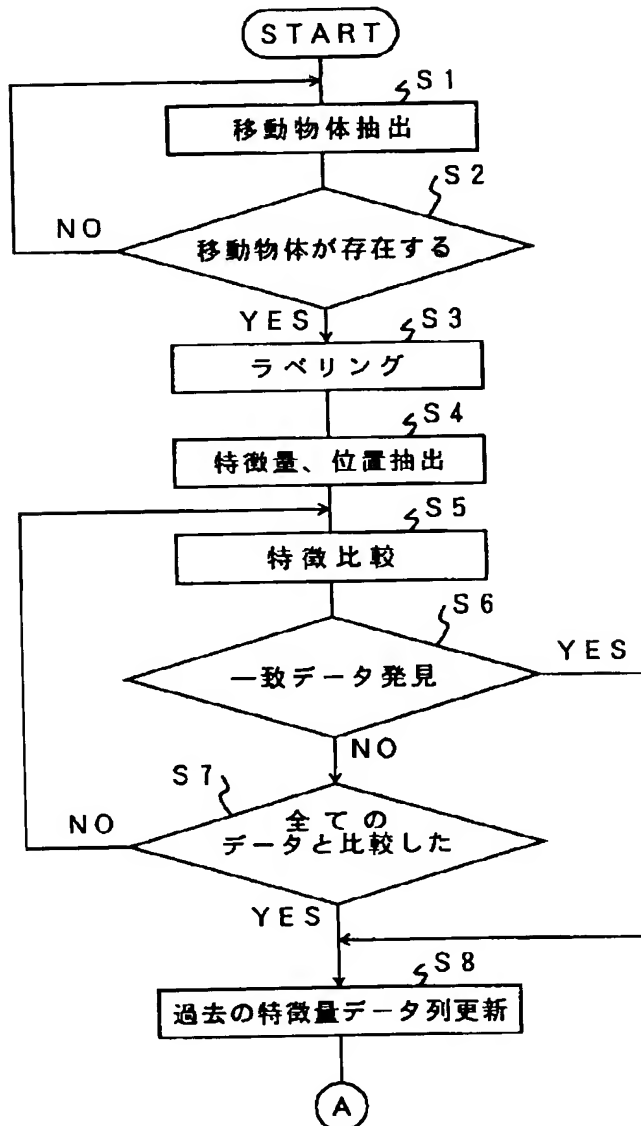 START
S1
移動物体抽出
S2
NO
移動物体が存在する
YES
S3
ラベリング
S4
特徴量、位置抽出
S5
特徴比較
S6
YES
一致データ発見
NO
S7
NO
全ての
データと比較した
YES
S8
過去の特徴量データ列更新
A